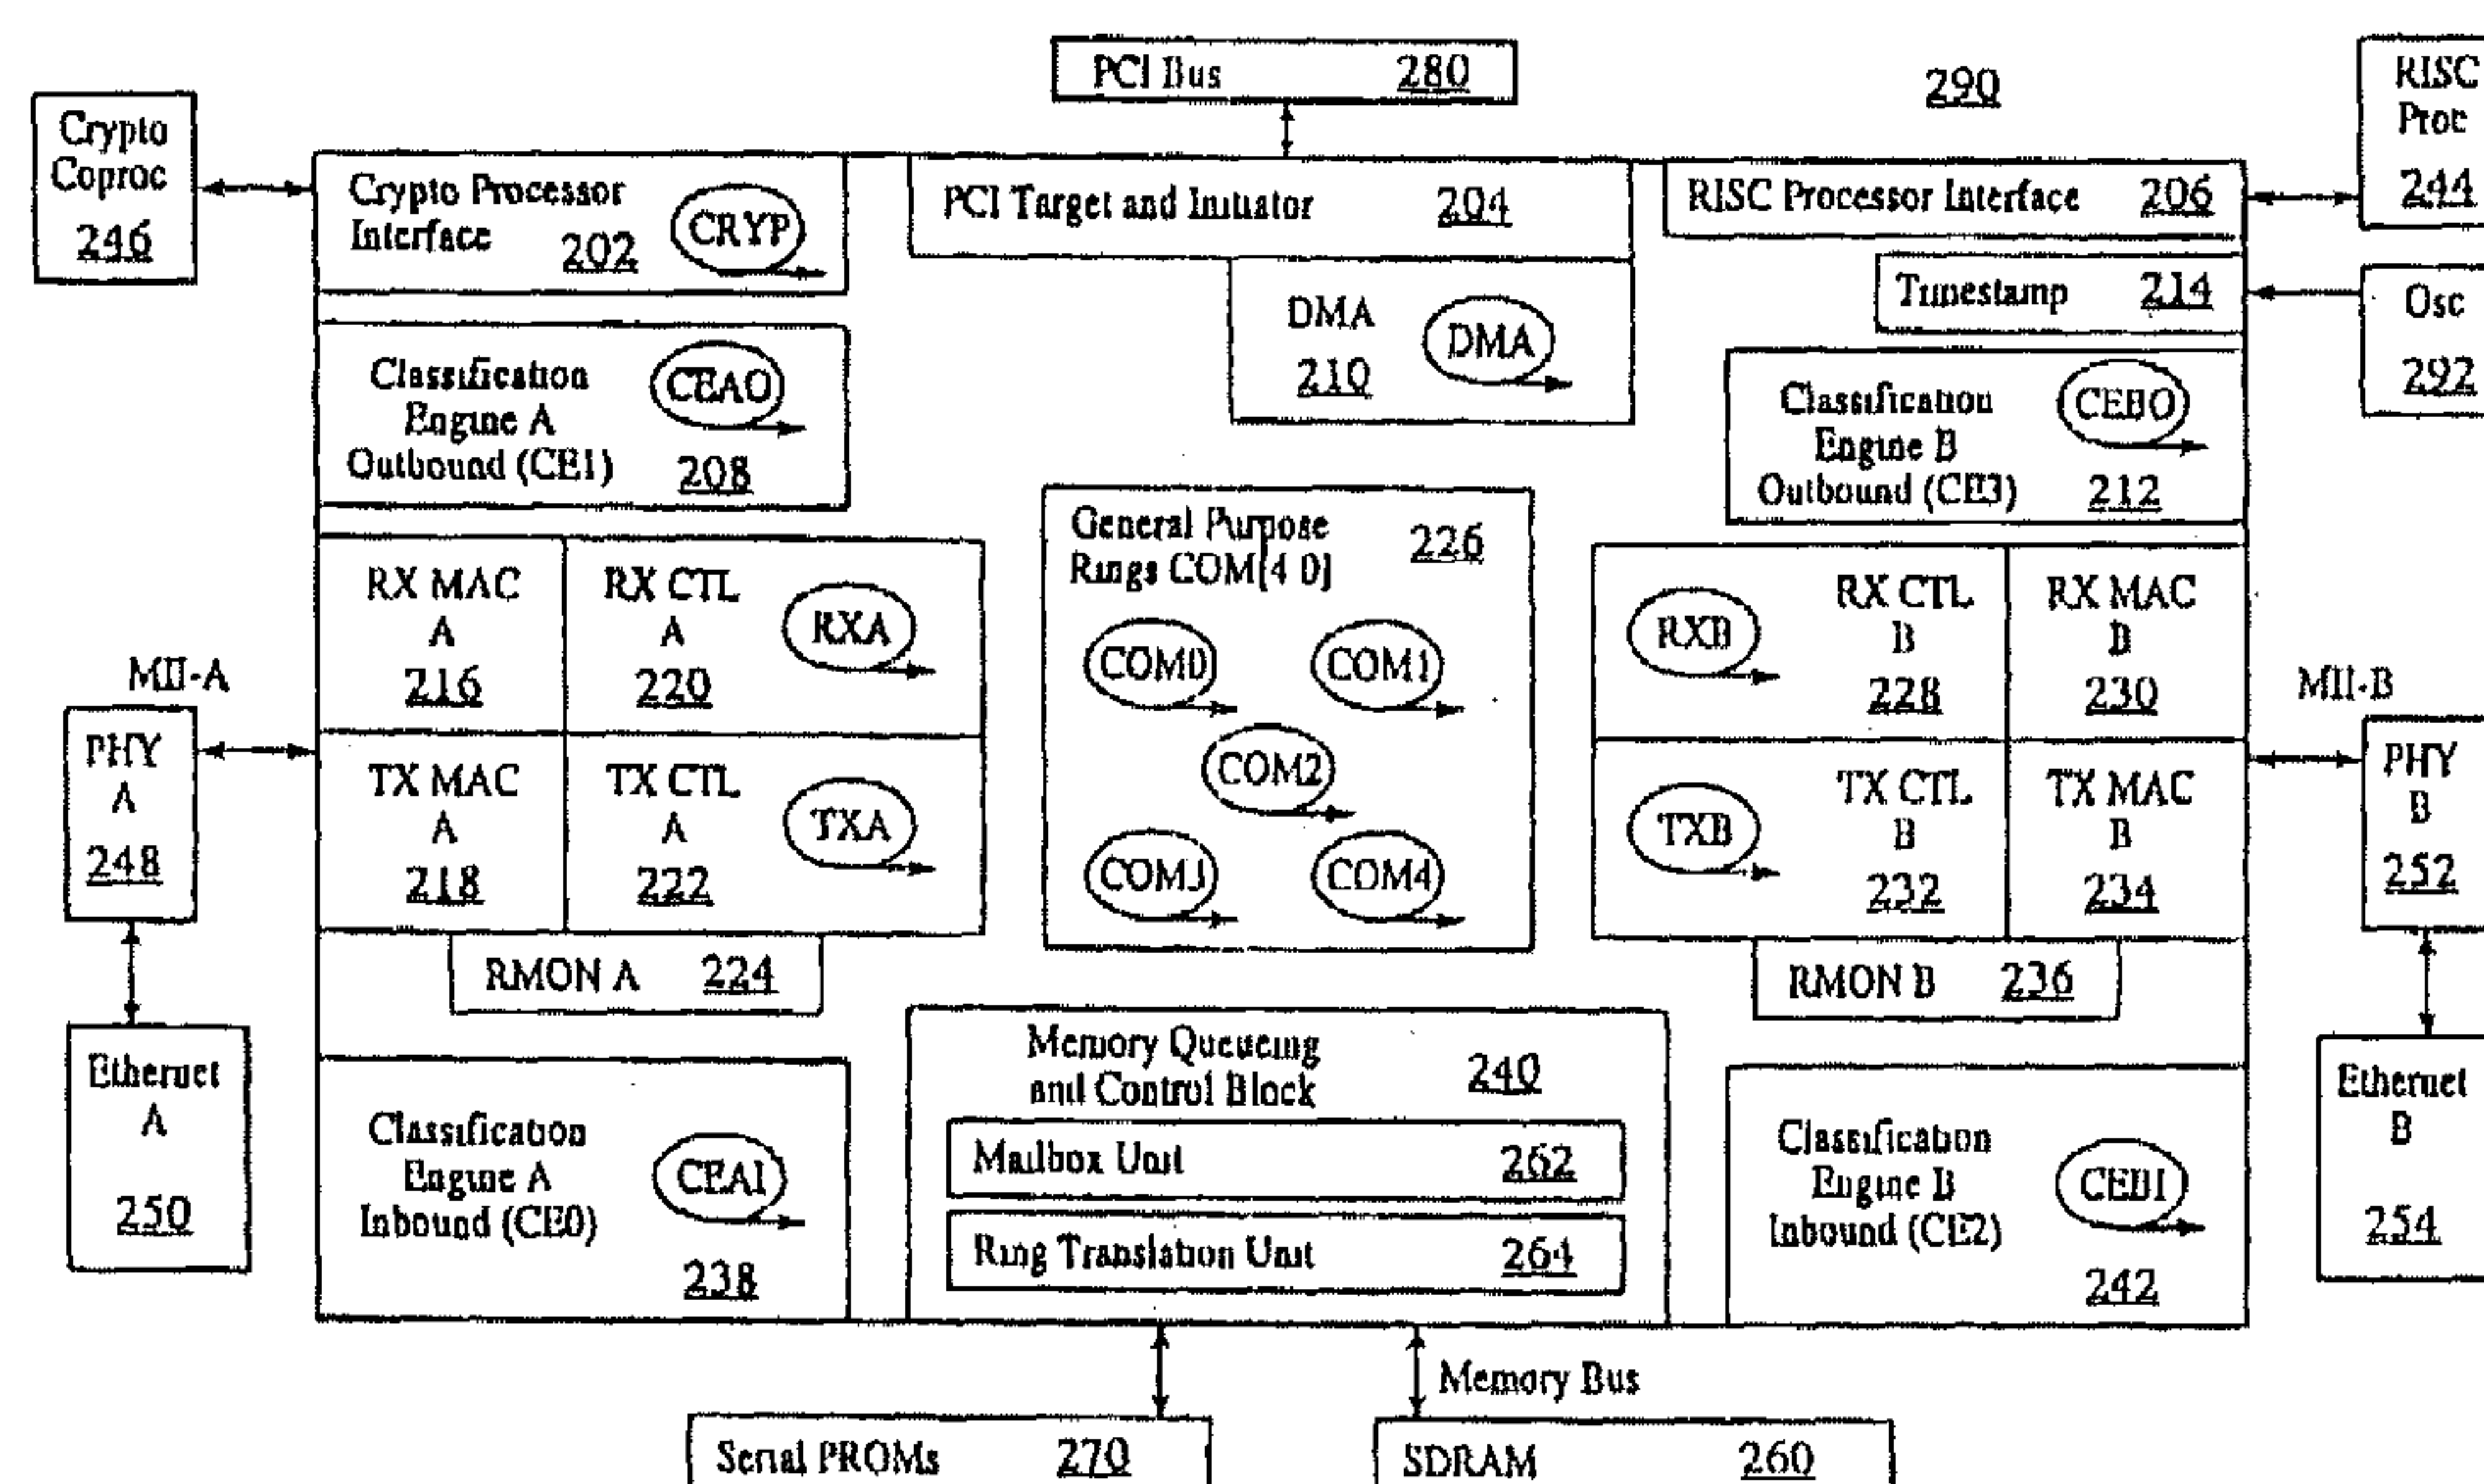 PCI Bus 280
290
RISC
Proc
244
Crypto
Coproc
246
Crypto Processor
Interface 202
CRYP
PCI Target and Initiator 204
RISC Processor Interface 206
Timestamp 214
Osc
292
DMA
210
DMA
Classification
Engine A
Outbound (CE1)
208
CEAO
Classification
Engine B
Outbound (CE3)
212
CEBO
General Purpose
Rings COM[4 0]
226
COM0
COM1
COM2
COM3
COM4
RX MAC
A
216
RX CTL
A
220
RXA
TX MAC
A
218
TX CTL
A
222
TXA
RMON A 224
RXB
RX CTL
B
228
RX MAC
B
230
TXB
TX CTL
B
232
TX MAC
B
234
RMON B 236
MII-A
PHY
A
248
Ethernet
A
250
MII-B
PHY
B
252
Ethernet
B
254
Classification
Engine A
Inbound (CE0)
238
CEAI
Memory Queueing
and Control Block
240
Mailbox Unit 262
Ring Translation Unit 264
Classification
Engine B
Inbound (CE2)
242
CEBI
Memory Bus
Serial PROMs 270
SDRAM 260